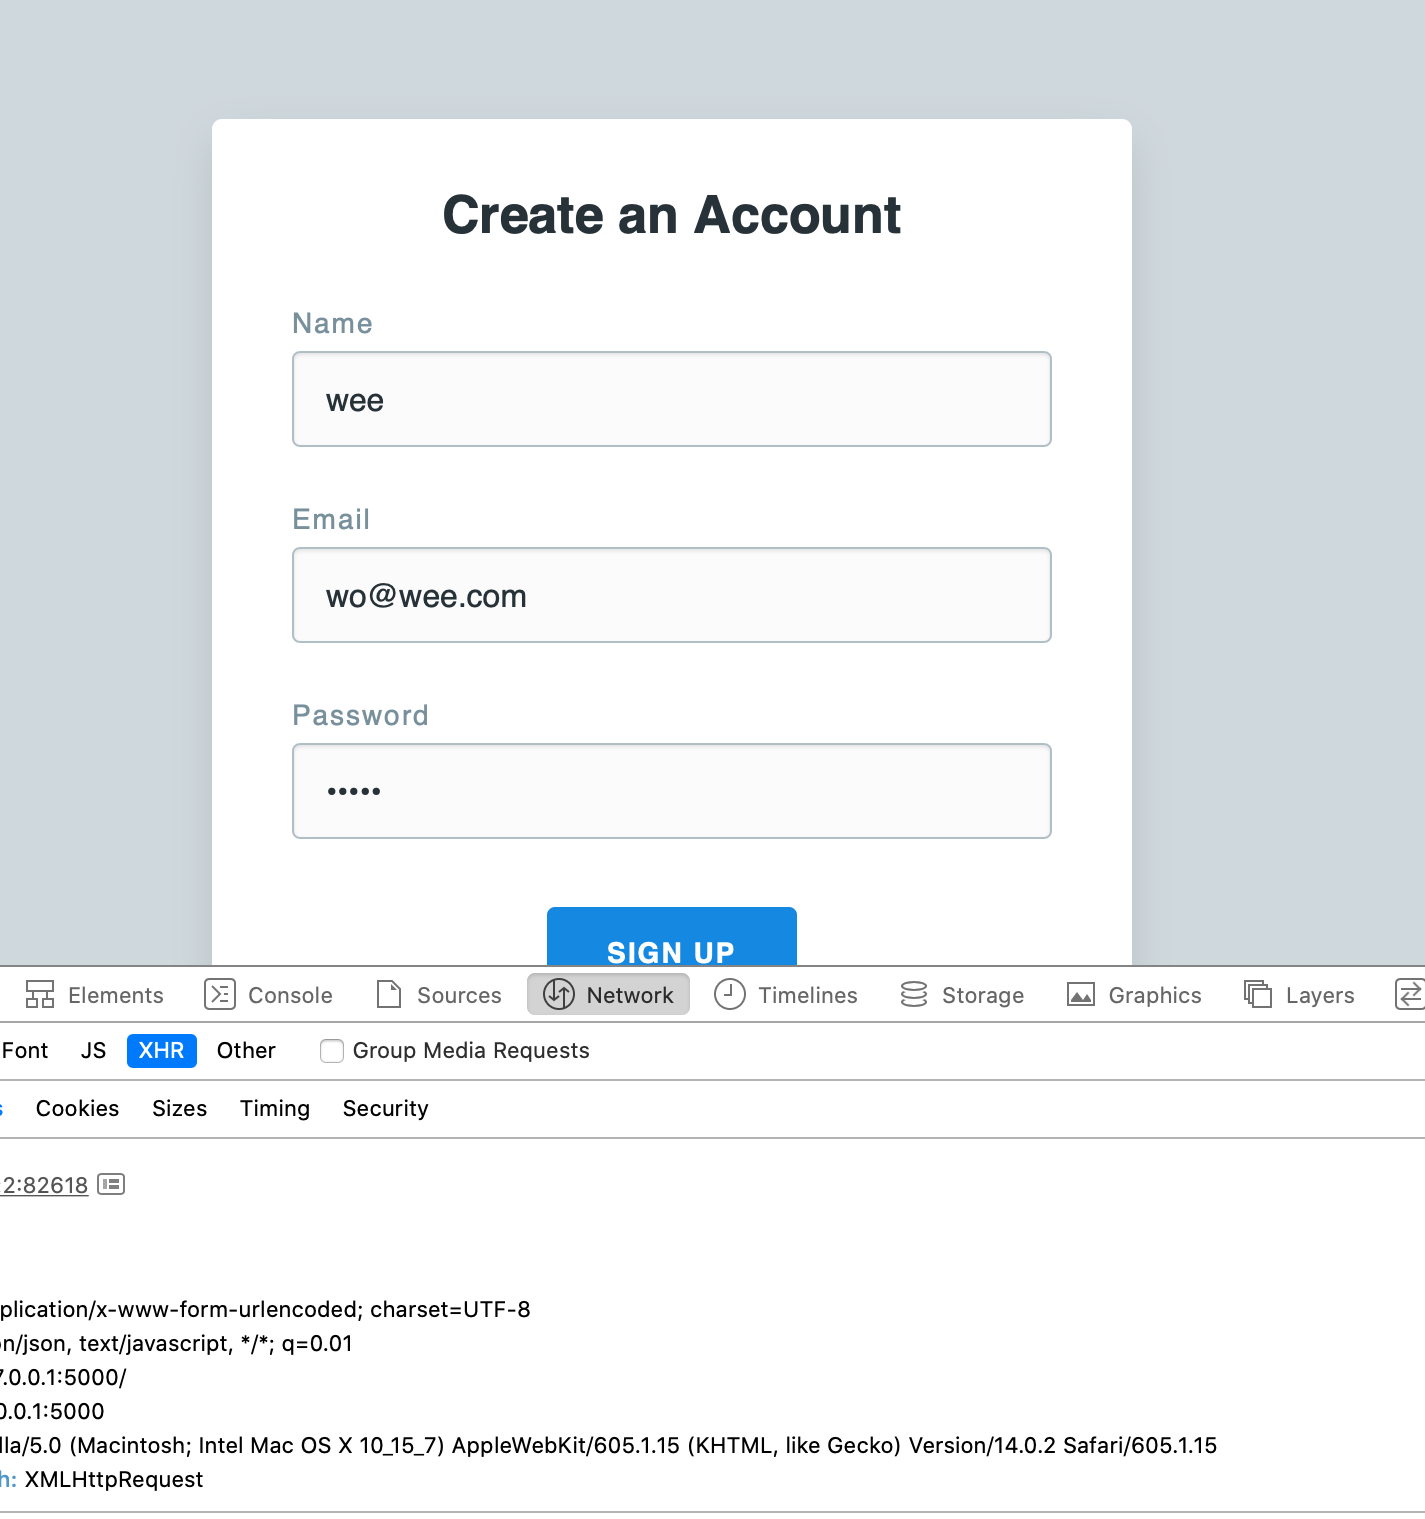 Create an Account
Name
wee
Email
wo@wee.com
Password
•••••
SIGN UP
Elements Console Sources Network Timelines Storage Graphics Layers
Font JS XHR Other Group Media Requests
s Cookies Sizes Timing Security
2:82618
plication/x-www-form-urlencoded; charset=UTF-8
on/json, text/javascript, */*; q=0.01
7.0.0.1:5000/
0.0.1:5000
lla/5.0 (Macintosh; Intel Mac OS X 10_15_7) AppleWebKit/605.1.15 (KHTML, like Gecko) Version/14.0.2 Safari/605.1.15
h: XMLHttpRequest